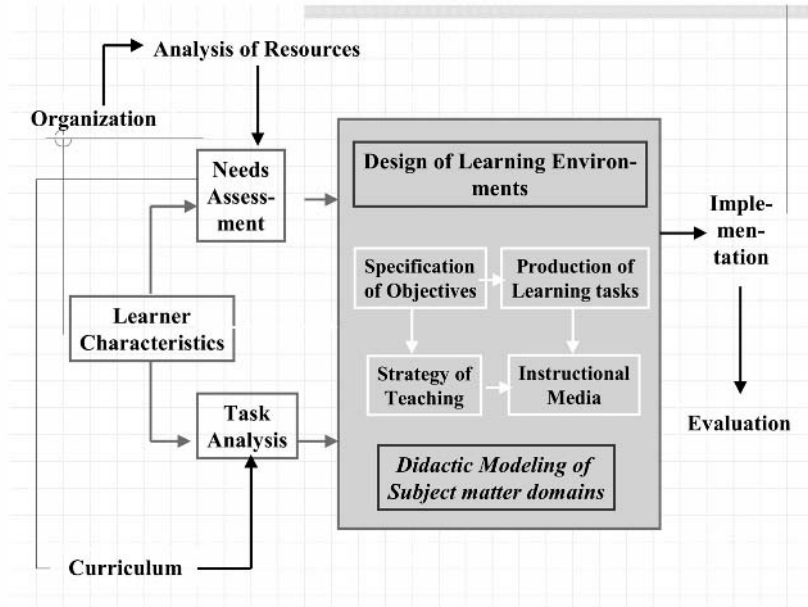 Analysis of Resources
Organization
Needs
Assess-
ment
Design of Learning Environ-
ments
Imple-
men-
tation
Specification
of Objectives
Production of
Learning tasks
Learner
Characteristics
Strategy of
Teaching
Instructional
Media
Task
Analysis
Evaluation
Didactic Modeling of
Subject matter domains
Curriculum